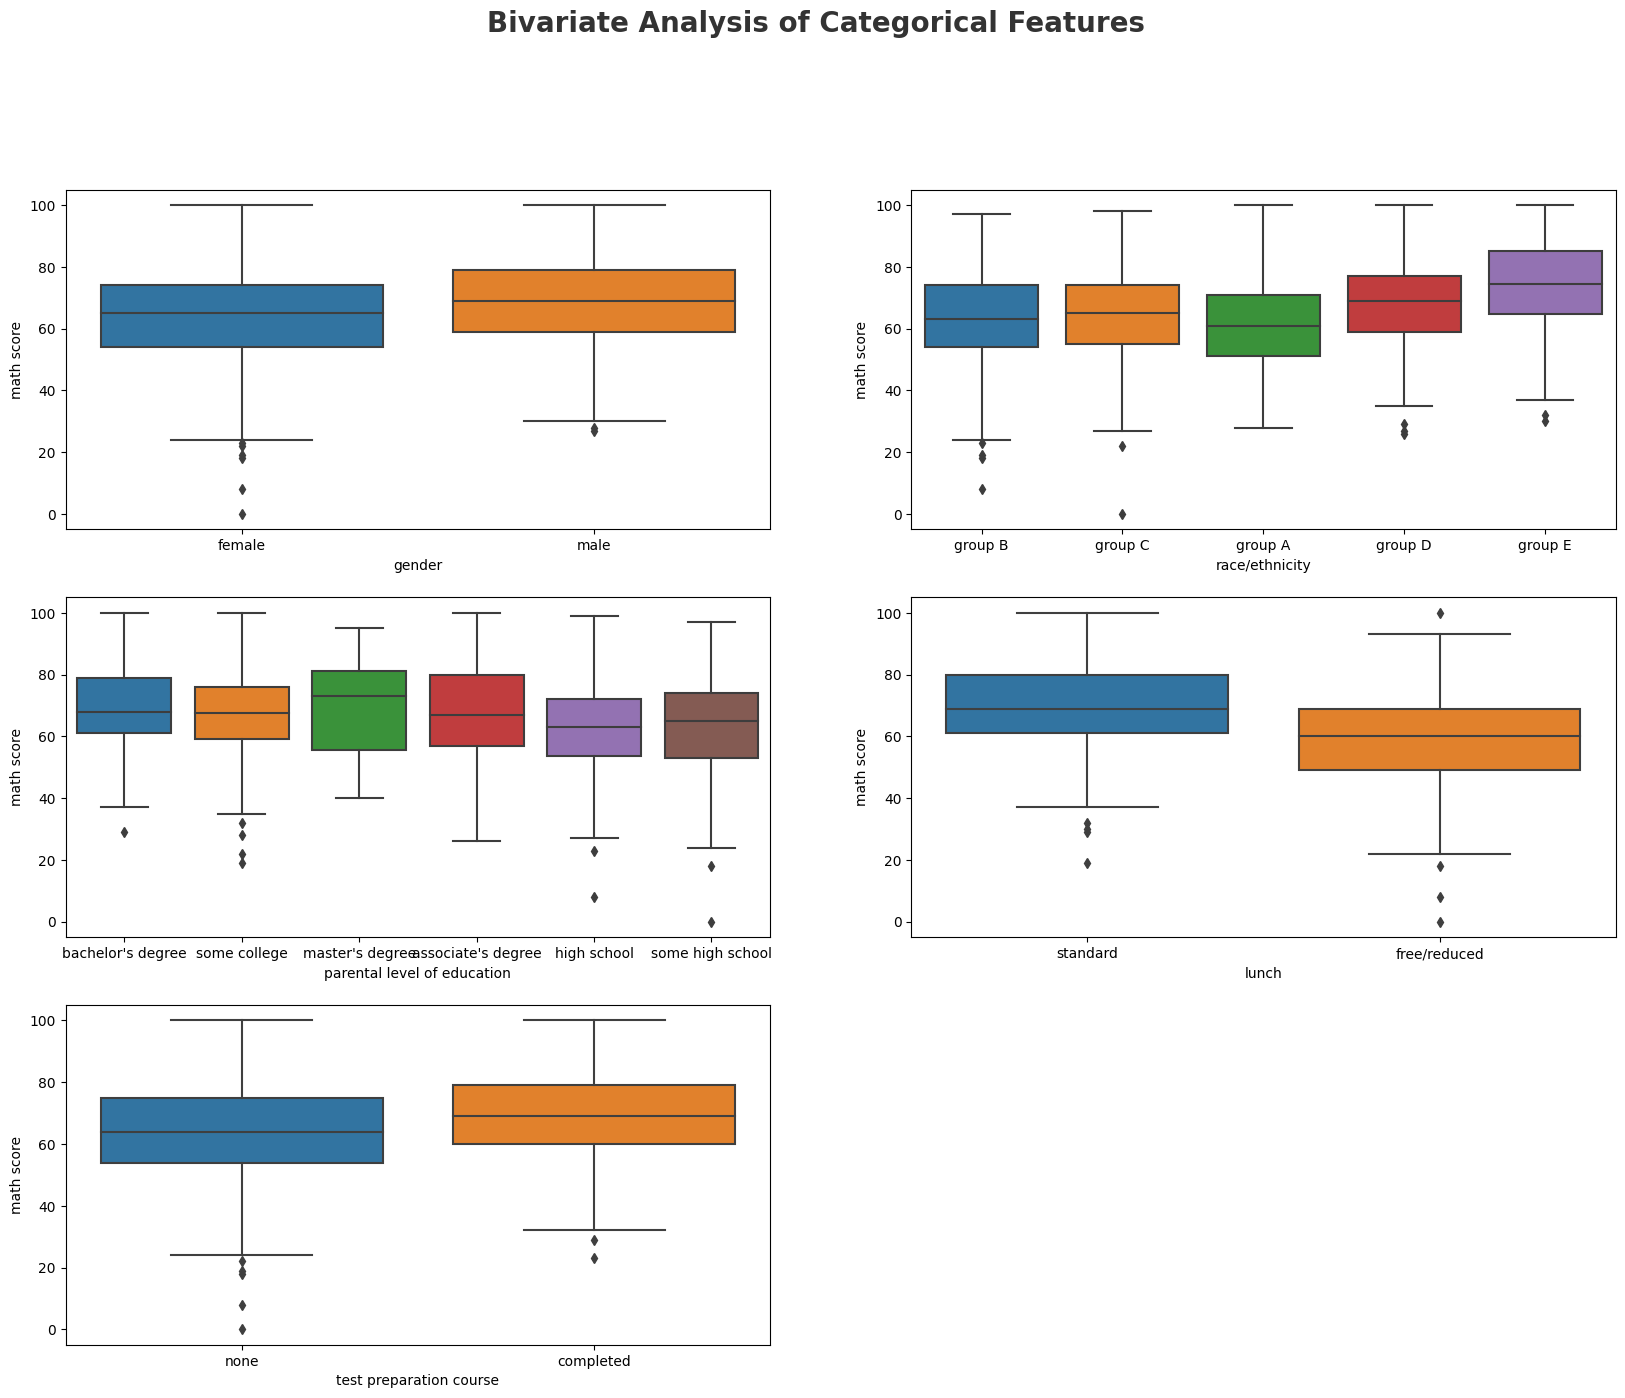 Bivariate Analysis of Categorical Features
100
80
60
40
20
0
math score
female male
gender
100
80
60
40
20
0
math score
group B group C group A group D group E
race/ethnicity
100
80
60
40
20
0
math score
bachelor's degree some college master's degree associate's degree high school some high school
parental level of education
100
80
60
40
20
0
math score
standard free/reduced
lunch
100
80
60
40
20
0
math score
none completed
test preparation course